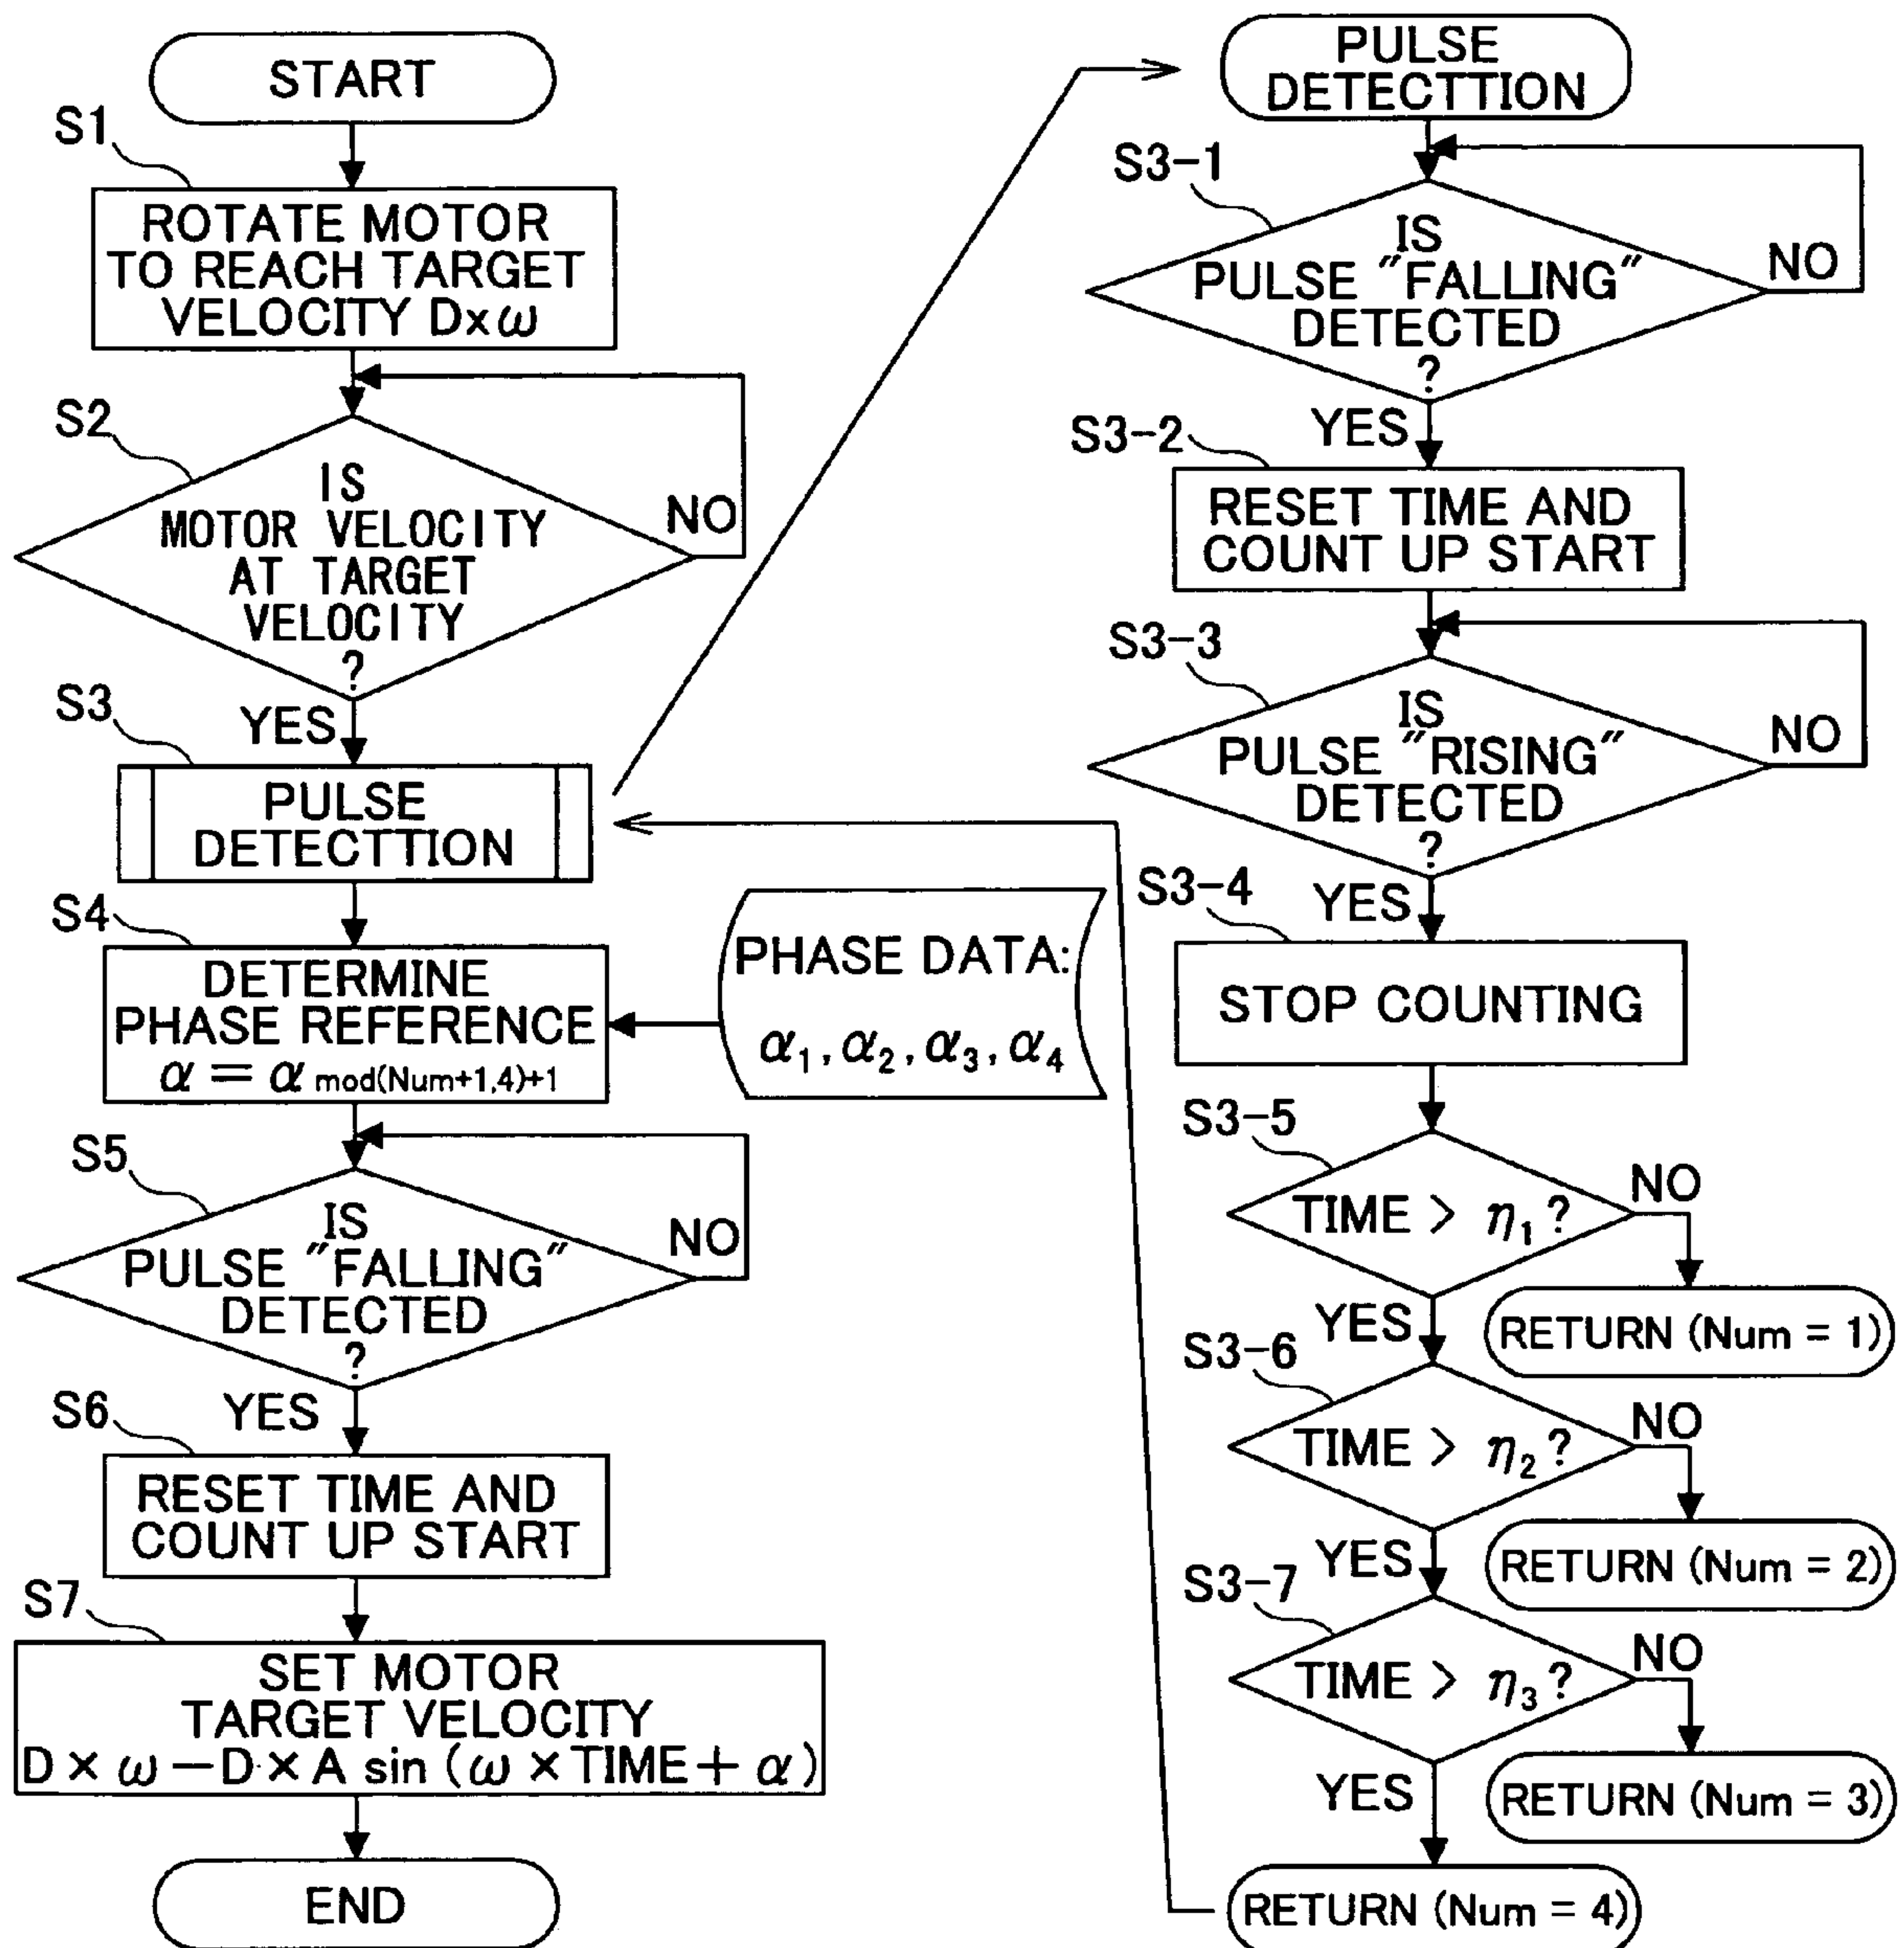 START
S1
ROTATE MOTOR
TO REACH TARGET
VELOCITY D×ω
S2
IS
MOTOR VELOCITY
AT TARGET
VELOCITY
?
NO
YES
S3
PULSE
DETECTTION
S4
DETERMINE
PHASE REFERENCE
α = α mod(Num+1,4)+1
PHASE DATA:
α1, α2, α3, α4
S5
IS
PULSE "FALLING"
DETECTED
?
NO
YES
S6
RESET TIME AND
COUNT UP START
S7
SET MOTOR
TARGET VELOCITY
D × ω − D × A sin (ω × TIME + α)
END
PULSE
DETECTTION
S3-1
IS
PULSE "FALLING"
DETECTED
?
NO
YES
S3-2
RESET TIME AND
COUNT UP START
S3-3
IS
PULSE "RISING"
DETECTED
?
NO
YES
S3-4
STOP COUNTING
S3-5
TIME > η1 ?
NO
RETURN (Num = 1)
YES
S3-6
TIME > η2 ?
NO
RETURN (Num = 2)
YES
S3-7
TIME > η3 ?
NO
RETURN (Num = 3)
YES
RETURN (Num = 4)